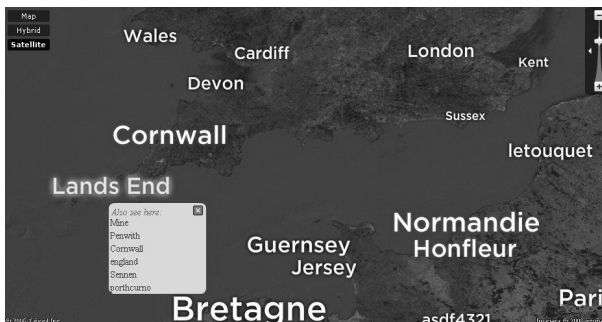 Map
Hybrid
Satellite
Wales
Cardiff
London
Kent
Devon
Sussex
Cornwall
letouquet
Lands End
Also see here:
Mine
Penwith
Cornwall
england
Sennen
porthcurno
Normandie
Guernsey
Honfleur
Jersey
Pari
Bretagne
asdf4321